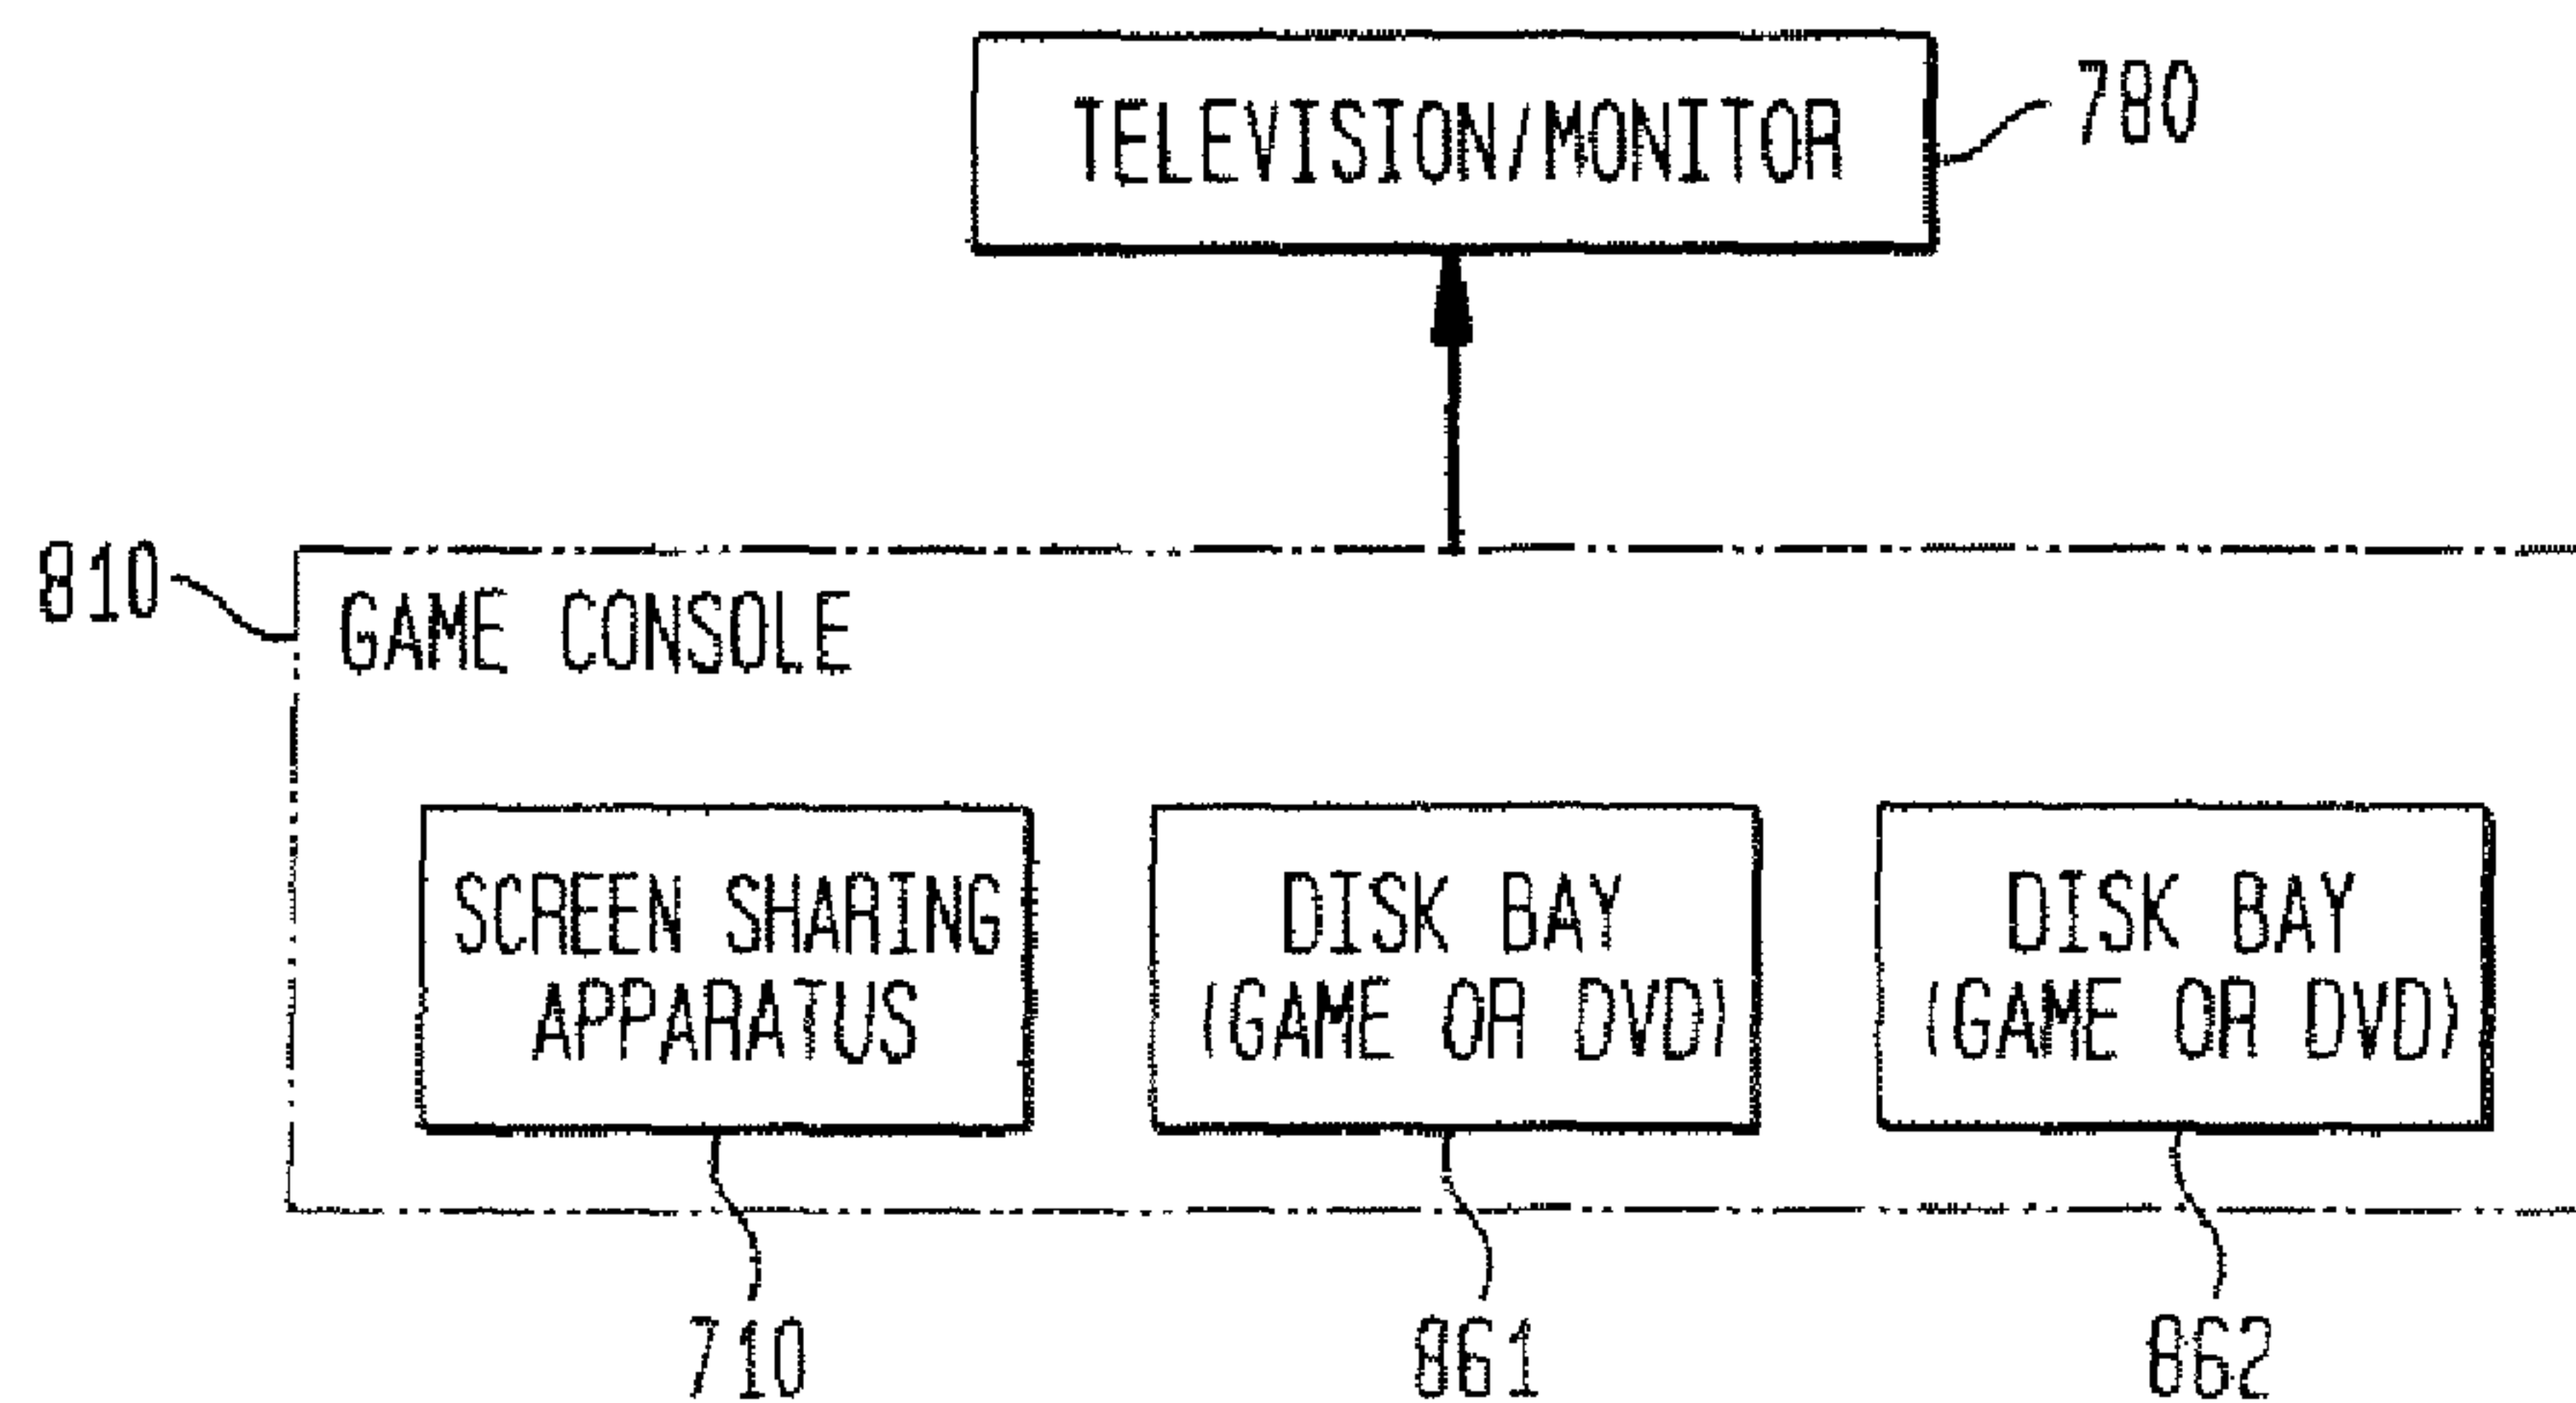 TELEVISION/MONITOR
780
810
GAME CONSOLE
SCREEN SHARING
APPARATUS
DISK BAY
(GAME OR DVD)
DISK BAY
(GAME OR DVD)
710
861
862